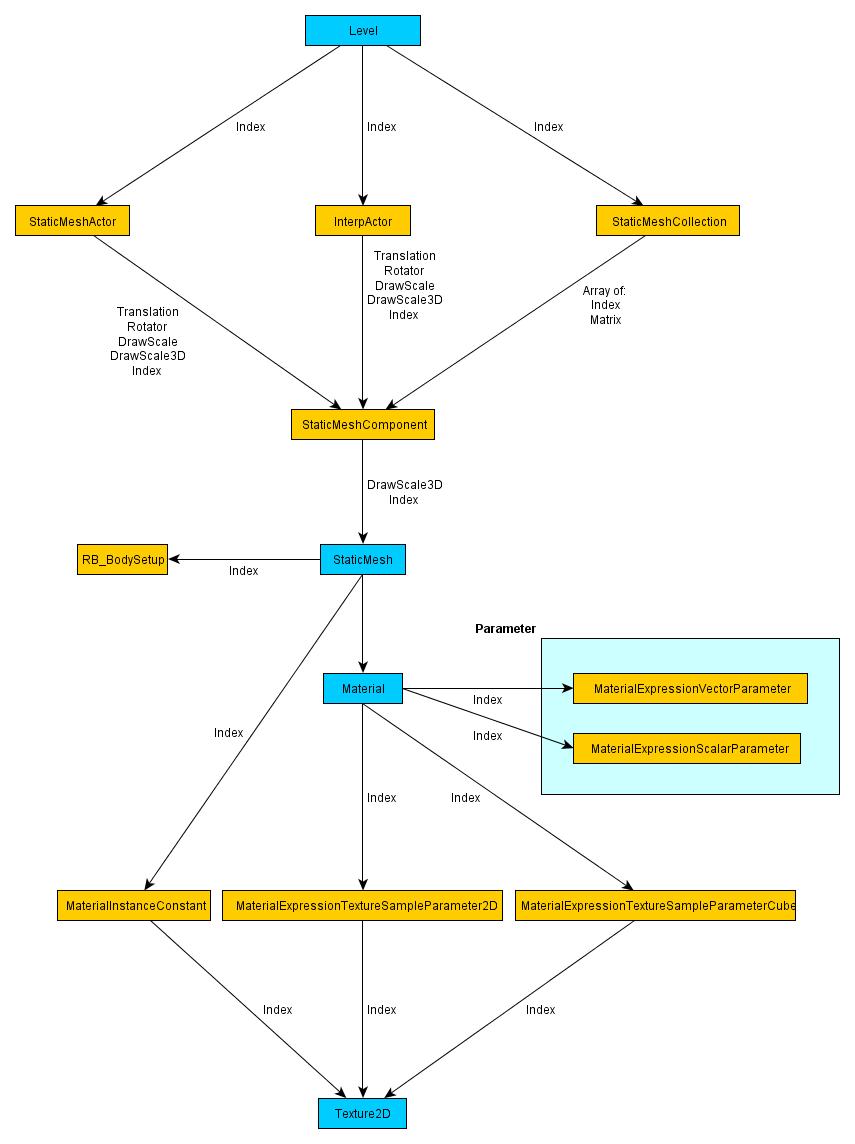 Level
Index
Index
Index
StaticMeshActor
InterpActor
StaticMeshCollection
Translation
Rotator
DrawScale
DrawScale3D
Index
Translation
Rotator
DrawScale
DrawScale3D
Index
Array of:
Index
Matrix
StaticMeshComponent
DrawScale3D
Index
RB_BodySetup
Index
StaticMesh
Parameter
Material
Index
MaterialExpressionVectorParameter
Index
MaterialExpressionScalarParameter
Index
Index
Index
MaterialInstanceConstant
MaterialExpressionTextureSampleParameter2D
MaterialExpressionTextureSampleParameterCube
Index
Index
Index
Texture2D